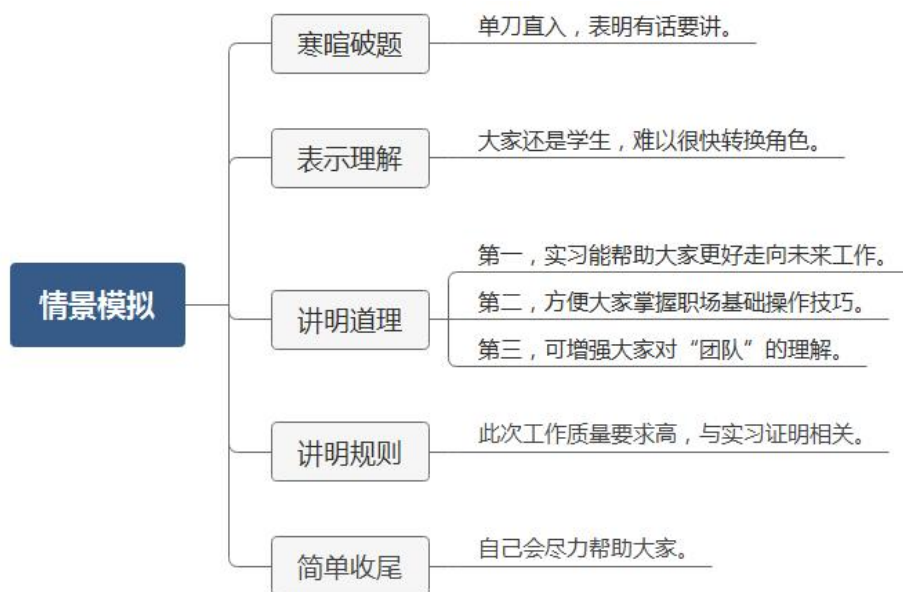 寒暄破题
单刀直入，表明有话要讲。
表示理解
大家还是学生，难以很快转换角色。
情景模拟
讲明道理
第一，实习能帮助大家更好走向未来工作。
第二，方便大家掌握职场基础操作技巧。
第三，可增强大家对“团队”的理解。
讲明规则
此次工作质量要求高，与实习证明相关。
简单收尾
自己会尽力帮助大家。